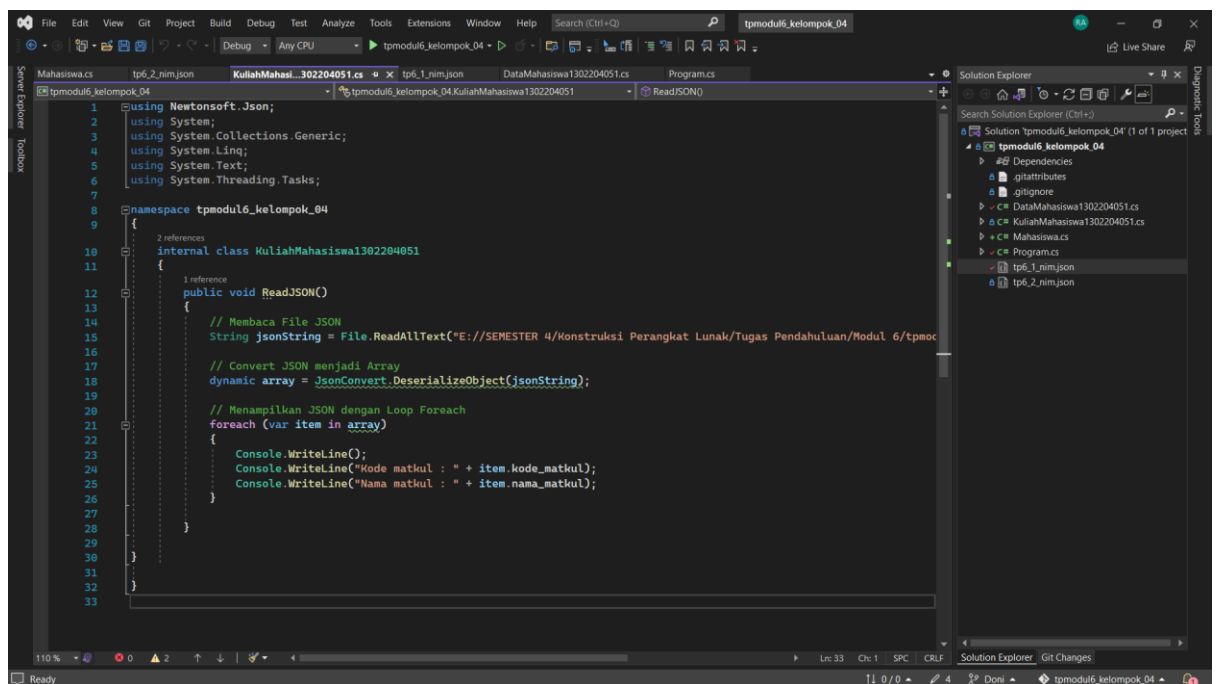 File Edit View Git Project Build Debug Test Analyze Tools Extensions Window Help Search (Ctrl+Q) tpmodul6_kelompok_04 RA
Debug Any CPU tpmodul6_kelompok_04 Live Share
Server Explorer
Toolbox
Mahasiswa.cs tp6_2_nim.json KuliahMahasi...302204051.cs tp6_1_nim.json DataMahasiswa1302204051.cs Program.cs
tpmodul6_kelompok_04 tpmodul6_kelompok_04.KuliahMahasiswa1302204051 ReadJSON()
1 using Newtonsoft.Json;
2 using System;
3 using System.Collections.Generic;
4 using System.Linq;
5 using System.Text;
6 using System.Threading.Tasks;
7
8 namespace tpmodul6_kelompok_04
9 {
2 references
10 internal class KuliahMahasiswa1302204051
11 {
1 reference
12 public void ReadJSON()
13 {
14 // Membaca File JSON
15 String jsonString = File.ReadAllText("E://SEMESTER 4/Konstruksi Perangkat Lunak/Tugas Pendahuluan/Modul 6/tpmod
16
17 // Convert JSON menjadi Array
18 dynamic array = JsonConvert.DeserializeObject(jsonString);
19
20 // Menampilkan JSON dengan Loop Foreach
21 foreach (var item in array)
22 {
23 Console.WriteLine();
24 Console.WriteLine("Kode matkul : " + item.kode_matkul);
25 Console.WriteLine("Nama matkul : " + item.nama_matkul);
26 }
27
28 }
29
30 }
31
32 }
33
110 % 0 2 Ln: 33 Ch: 1 SPC CRLF
Solution Explorer
Search Solution Explorer (Ctrl+;)
Solution 'tpmodul6_kelompok_04' (1 of 1 project
tpmodul6_kelompok_04
Dependencies
.gitattributes
.gitignore
C# DataMahasiswa1302204051.cs
C# KuliahMahasiswa1302204051.cs
C# Mahasiswa.cs
C# Program.cs
tp6_1_nim.json
tp6_2_nim.json
Solution Explorer Git Changes
Diagnostic Tools
Ready 0 / 0 4 Doni tpmodul6_kelompok_04